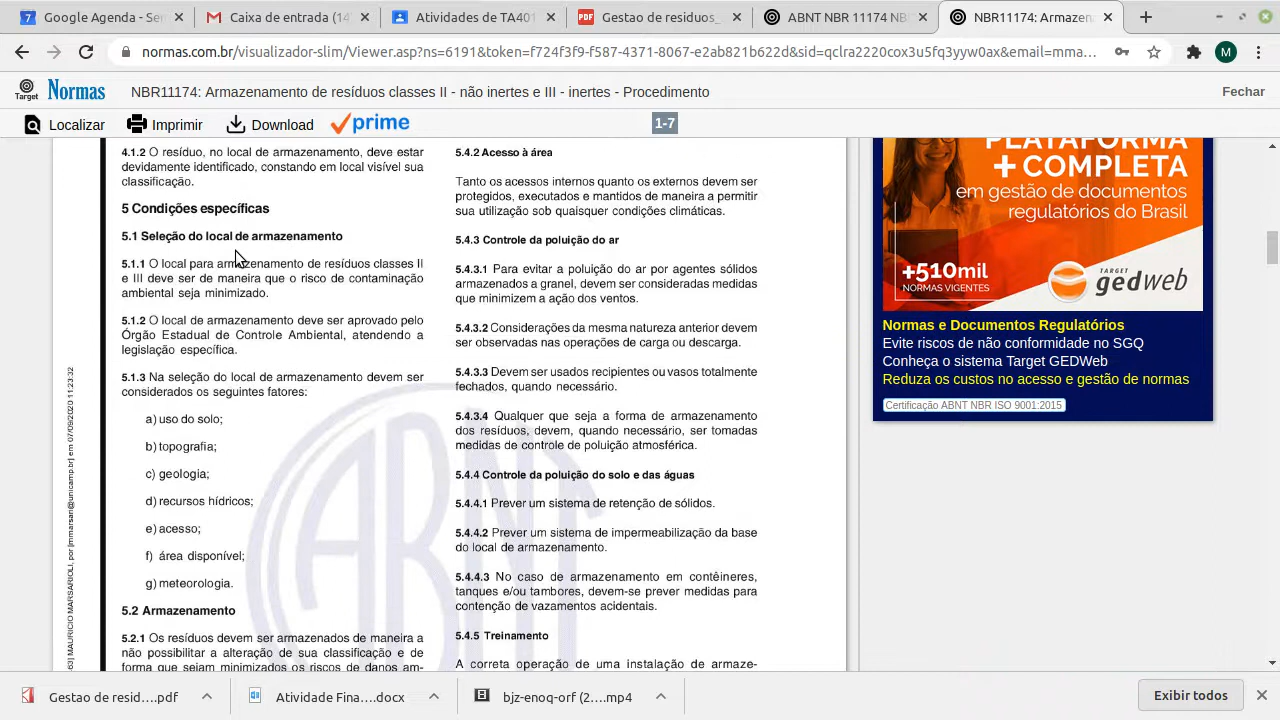 Google Agenda - Se
Caixa de entrada (14
Atividades de TA401
Gestao de residuos_
ABNT NBR 11174 NB
NBR11174: Armazen
normas.com.br/visualizador-slim/Viewer.asp?ns=6191&token=f724f3f9-f587-4371-8067-e2ab821b622d&sid=qclra2220cox3u5fq3yyw0ax&email=mma...
M
Target Normas
NBR11174: Armazenamento de resíduos classes II - não inertes e III - inertes - Procedimento
Fechar
Localizar
Imprimir
Download
prime
1-7
4.1.2 O resíduo, no local de armazenamento, deve estar
devidamente identificado, constando em local visível sua
classificação.
5 Condições específicas
5.1 Seleção do local de armazenamento
5.1.1 O local para armazenamento de resíduos classes II
e III deve ser de maneira que o risco de contaminação
ambiental seja minimizado.
5.1.2 O local de armazenamento deve ser aprovado pelo
Órgão Estadual de Controle Ambiental, atendendo a
legislação específica.
5.1.3 Na seleção do local de armazenamento devem ser
considerados os seguintes fatores:
a) uso do solo;
b) topografia;
c) geologia;
d) recursos hídricos;
e) acesso;
f) área disponível;
g) meteorologia.
5.2 Armazenamento
5.2.1 Os resíduos devem ser armazenados de maneira a
não possibilitar a alteração de sua classificação e de
forma que sejam minimizados os riscos de danos am-
5.4.2 Acesso à área
Tanto os acessos internos quanto os externos devem ser
protegidos, executados e mantidos de maneira a permitir
sua utilização sob quaisquer condições climáticas.
5.4.3 Controle da poluição do ar
5.4.3.1 Para evitar a poluição do ar por agentes sólidos
armazenados a granel, devem ser consideradas medidas
que minimizem a ação dos ventos.
5.4.3.2 Considerações da mesma natureza anterior devem
ser observadas nas operações de carga ou descarga.
5.4.3.3 Devem ser usados recipientes ou vasos totalmente
fechados, quando necessário.
5.4.3.4 Qualquer que seja a forma de armazenamento
dos resíduos, devem, quando necessário, ser tomadas
medidas de controle de poluição atmosférica.
5.4.4 Controle da poluição do solo e das águas
5.4.4.1 Prever um sistema de retenção de sólidos.
5.4.4.2 Prever um sistema de impermeabilização da base
do local de armazenamento.
5.4.4.3 No caso de armazenamento em contêineres,
tanques e/ou tambores, devem-se prever medidas para
contenção de vazamentos acidentais.
5.4.5 Treinamento
A correta operação de uma instalação de armaze-
63] MAURICIO MARSARIOLI, por [mmarsari@unicamp.br] em 07/09/2020 11:23:32
ABNT
PLATAFORMA
+ COMPLETA
em gestão de documentos
regulatórios do Brasil
+510mil
NORMAS VIGENTES
TARGET
gedweb
Normas e Documentos Regulatórios
Evite riscos de não conformidade no SGQ
Conheça o sistema Target GEDWeb
Reduza os custos no acesso e gestão de normas
Certificação ABNT NBR ISO 9001:2015
Gestao de resid....pdf
Atividade Fina....docx
bjz-enoq-orf (2....mp4
Exibir todos